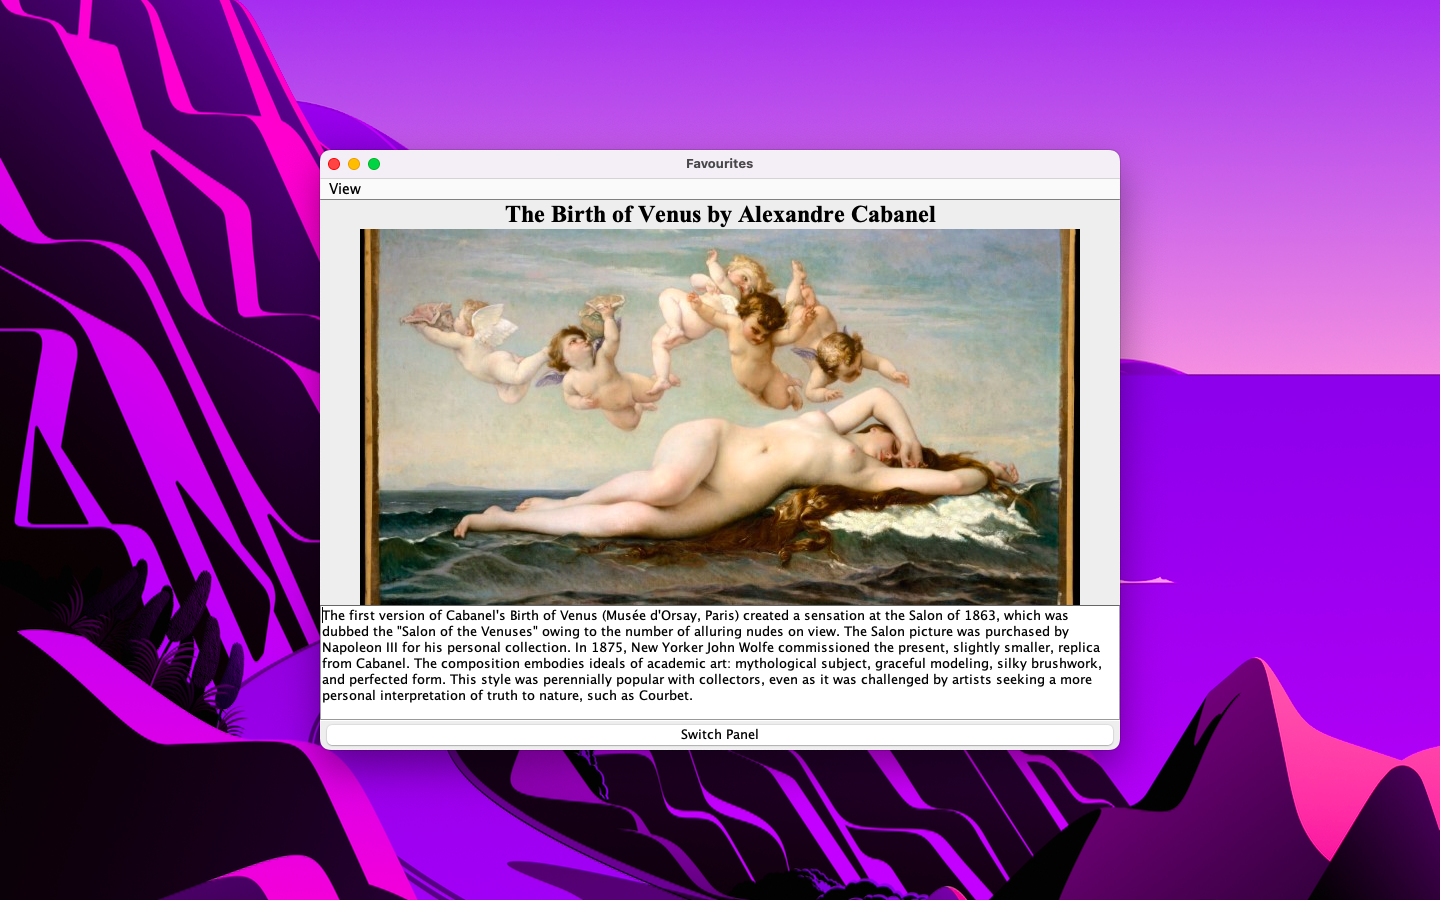 Favourites
View
The Birth of Venus by Alexandre Cabanel
The first version of Cabanel's Birth of Venus (Musée d'Orsay, Paris) created a sensation at the Salon of 1863, which was
dubbed the "Salon of the Venuses" owing to the number of alluring nudes on view. The Salon picture was purchased by
Napoleon III for his personal collection. In 1875, New Yorker John Wolfe commissioned the present, slightly smaller, replica
from Cabanel. The composition embodies ideals of academic art: mythological subject, graceful modeling, silky brushwork,
and perfected form. This style was perennially popular with collectors, even as it was challenged by artists seeking a more
personal interpretation of truth to nature, such as Courbet.
Switch Panel